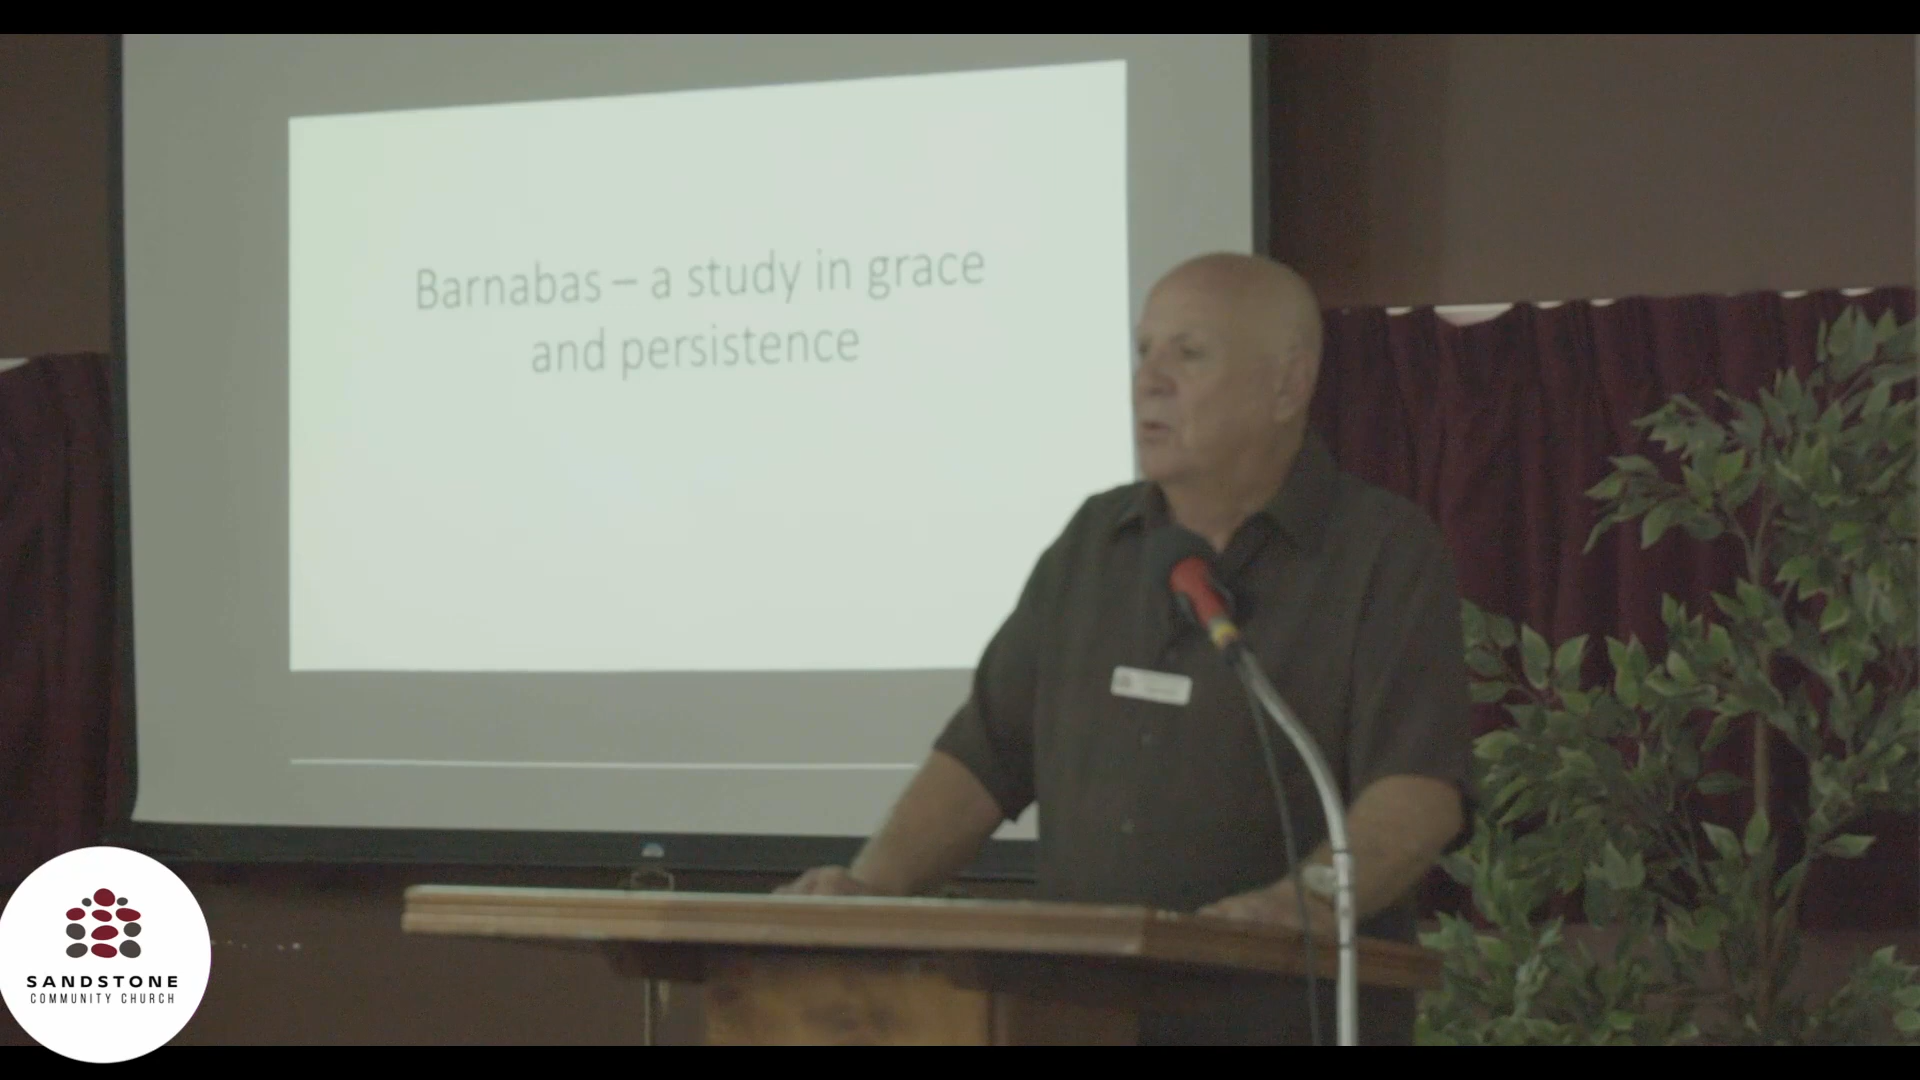 Barnabas – a study in grace
and persistence
SANDSTONE
COMMUNITY CHURCH